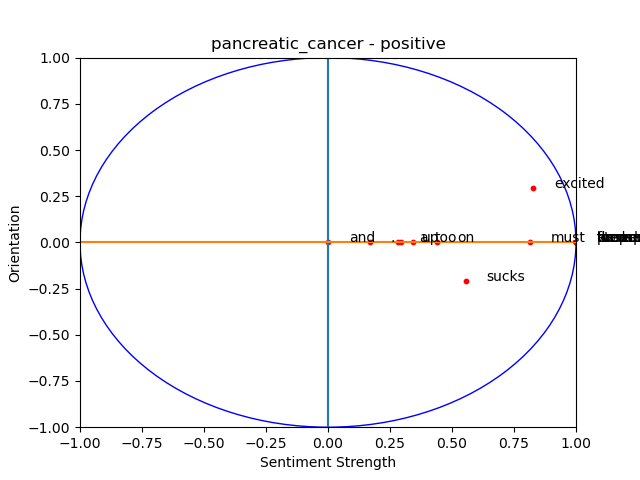 pancreatic_cancer - positive
1.00
0.75
0.50
0.25
0.00
−0.25
−0.50
−0.75
−1.00
Orientation
excited
and
too
on
must
sucks
−1.00 −0.75 −0.50 −0.25 0.00 0.25 0.50 0.75 1.00
Sentiment Strength